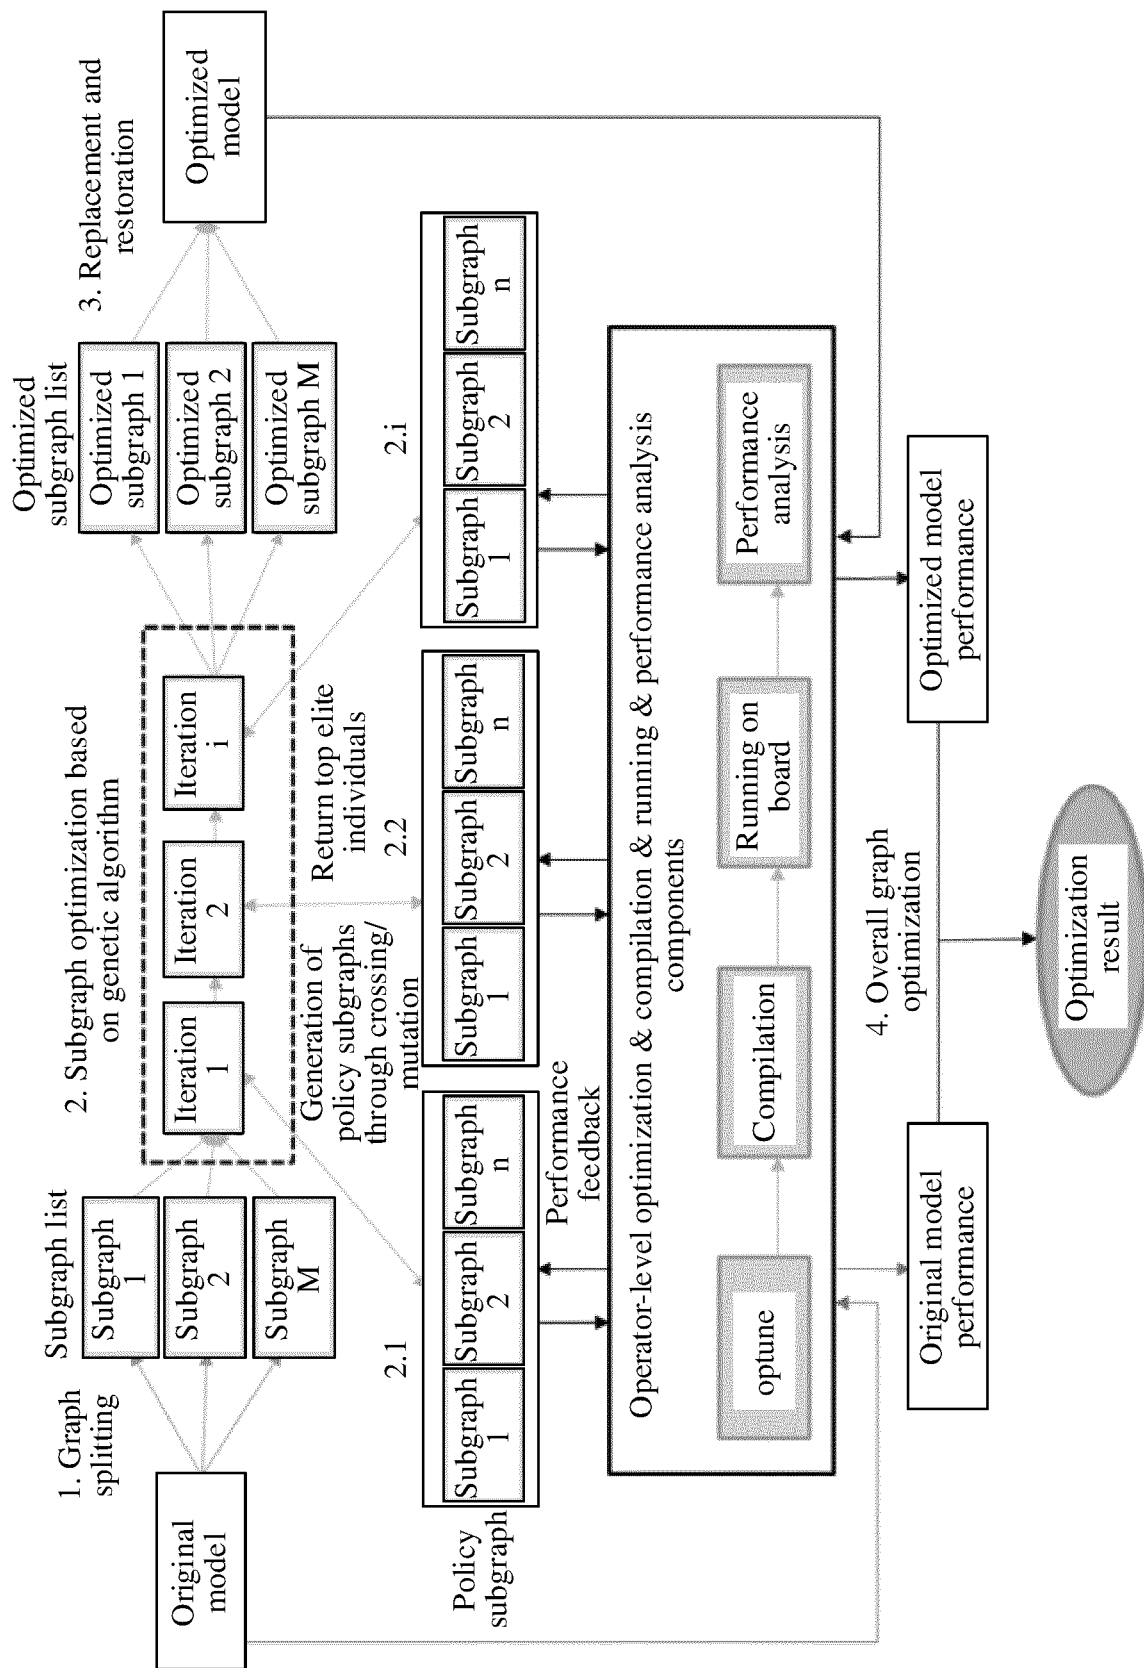 1. Graph
splitting
Original
model
Subgraph list
Subgraph
1
Subgraph
2
Subgraph
M
2. Subgraph optimization based
on genetic algorithm
Iteration
1
Iteration
2
Iteration
i
Optimized
subgraph list
Optimized
subgraph 1
Optimized
subgraph 2
Optimized
subgraph M
3. Replacement and
restoration
Optimized
model
Generation of
policy subgraphs
through crossing/
mutation
Return top elite
individuals
Policy
subgraph
2.1
Subgraph
1
Subgraph
2
Subgraph
n
2.2
Subgraph
1
Subgraph
2
Subgraph
n
2.i
Subgraph
1
Subgraph
2
Subgraph
n
Performance
feedback
Operator-level optimization & compilation & running & performance analysis
components
optune
Compilation
Running on
board
Performance
analysis
Original model
performance
4. Overall graph
optimization
Optimized model
performance
Optimization
result